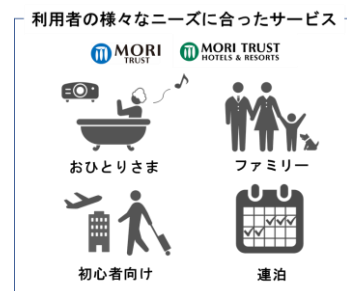 利用者の様々なニーズに合ったサービス
MORI
TRUST
MORI TRUST
HOTELS & RESORTS
おひとりさま
ファミリー
初心者向け
連泊